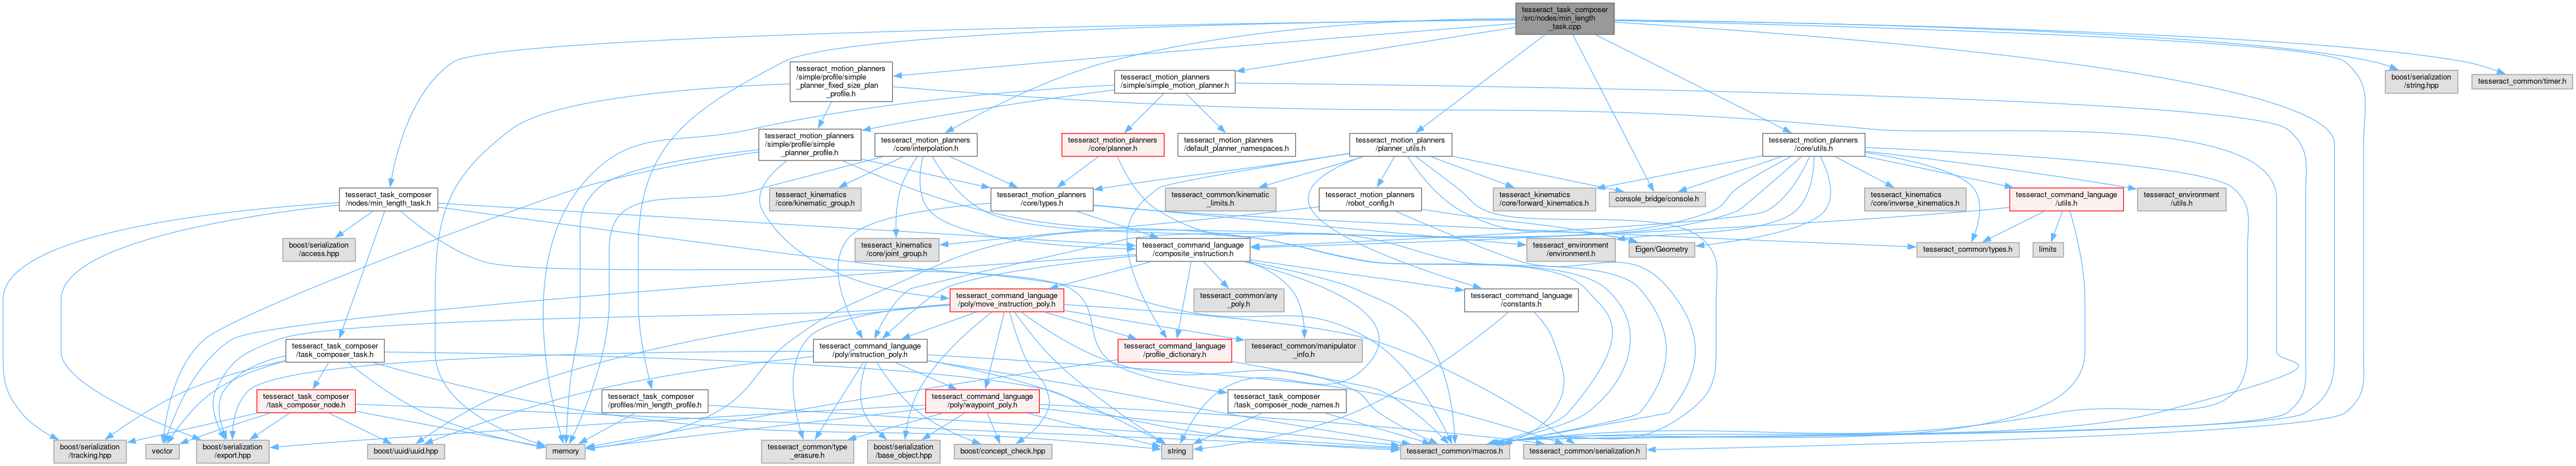 tesseract_task_composer
/src/nodes/min_length
_task.cpp
tesseract_motion_planners
/simple/profile/simple
_planner_fixed_size_plan
_profile.h
tesseract_motion_planners
/simple/simple_motion_planner.h
boost/serialization
/string.hpp
tesseract_common/timer.h
tesseract_motion_planners
/simple/profile/simple
_planner_profile.h
tesseract_motion_planners
/core/interpolation.h
tesseract_motion_planners
/core/planner.h
tesseract_motion_planners
/default_planner_namespaces.h
tesseract_motion_planners
/planner_utils.h
tesseract_motion_planners
/core/utils.h
tesseract_task_composer
/nodes/min_length_task.h
tesseract_kinematics
/core/kinematic_group.h
tesseract_motion_planners
/core/types.h
tesseract_common/kinematic
_limits.h
tesseract_motion_planners
/robot_config.h
tesseract_kinematics
/core/forward_kinematics.h
console_bridge/console.h
tesseract_kinematics
/core/inverse_kinematics.h
tesseract_command_language
/utils.h
tesseract_environment
/utils.h
boost/serialization
/access.hpp
tesseract_kinematics
/core/joint_group.h
tesseract_command_language
/composite_instruction.h
tesseract_environment
/environment.h
Eigen/Geometry
tesseract_common/types.h
limits
tesseract_command_language
/poly/move_instruction_poly.h
tesseract_common/any
_poly.h
tesseract_command_language
/constants.h
tesseract_task_composer
/task_composer_task.h
tesseract_command_language
/poly/instruction_poly.h
tesseract_command_language
/profile_dictionary.h
tesseract_common/manipulator
_info.h
tesseract_task_composer
/task_composer_node.h
tesseract_task_composer
/profiles/min_length_profile.h
tesseract_command_language
/poly/waypoint_poly.h
tesseract_task_composer
/task_composer_node_names.h
boost/serialization
/tracking.hpp
vector
boost/serialization
/export.hpp
boost/uuid/uuid.hpp
memory
tesseract_common/type
_erasure.h
boost/serialization
/base_object.hpp
boost/concept_check.hpp
string
tesseract_common/macros.h
tesseract_common/serialization.h